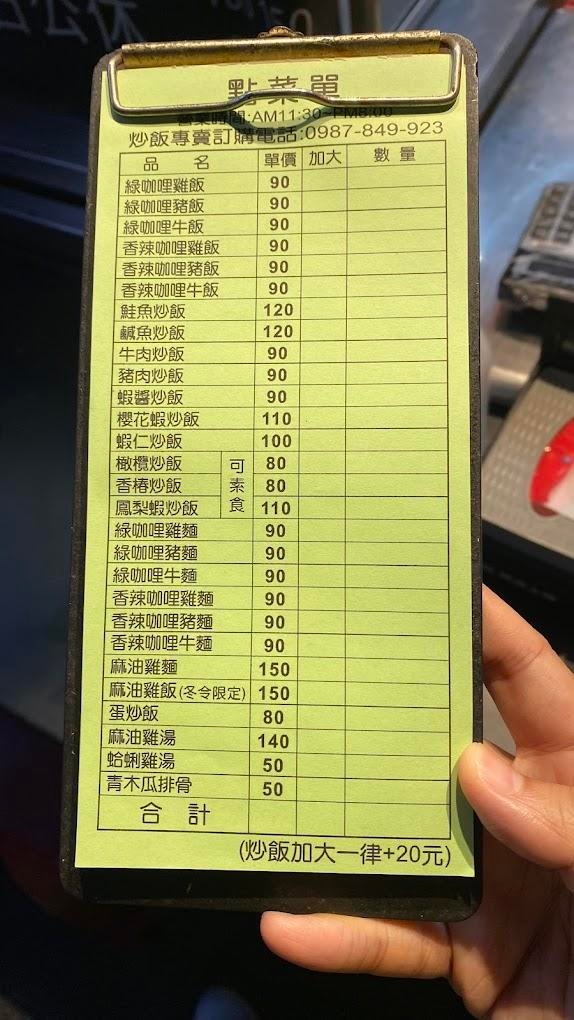 公休
點菜單
營業時間:AM11:30~PM8:00
炒飯專賣訂購電話:0987-849-923
品 名 單價 加大 數量
綠咖哩雞飯 90
綠咖哩豬飯 90
綠咖哩牛飯 90
香辣咖哩雞飯 90
香辣咖哩豬飯 90
香辣咖哩牛飯 90
鮭魚炒飯 120
鹹魚炒飯 120
牛肉炒飯 90
豬肉炒飯 90
蝦醬炒飯 90
櫻花蝦炒飯 110
蝦仁炒飯 100
橄欖炒飯 可素食 80
香椿炒飯 80
鳳梨蝦炒飯 110
綠咖哩雞麵 90
綠咖哩豬麵 90
綠咖哩牛麵 90
香辣咖哩雞麵 90
香辣咖哩豬麵 90
香辣咖哩牛麵 90
麻油雞麵 150
麻油雞飯(冬令限定) 150
蛋炒飯 80
麻油雞湯 140
蛤蜊雞湯 50
青木瓜排骨 50
合 計
(炒飯加大一律+20元)